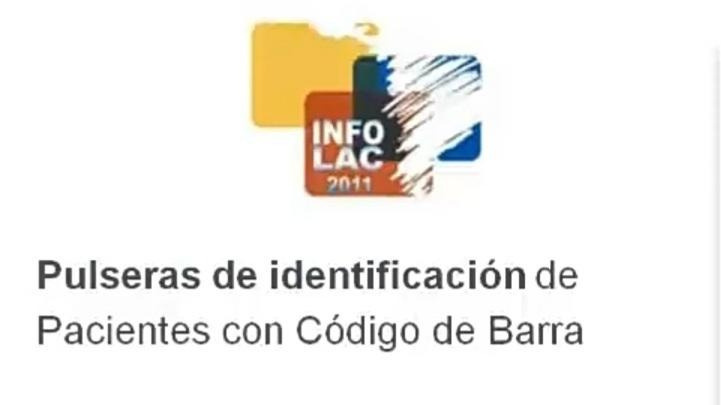 INFO
LAC
2011
Pulseras de identificación de
Pacientes con Código de Barra